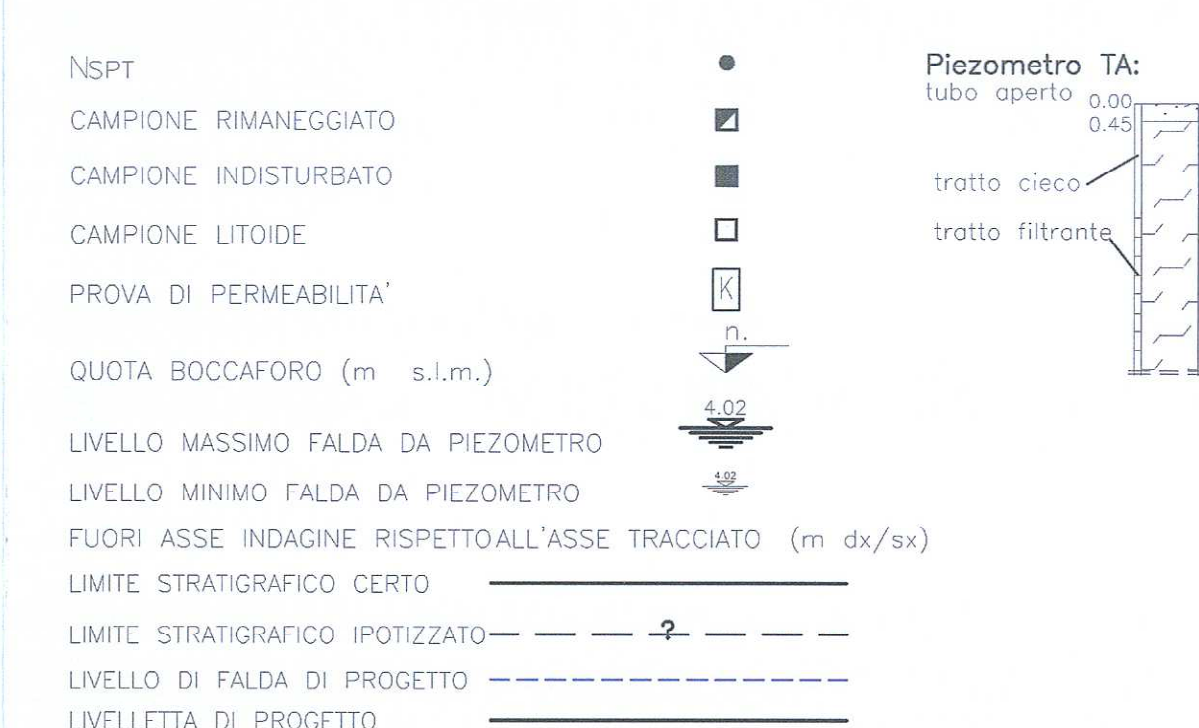 NSPT
CAMPIONE RIMANEGGIATO
CAMPIONE INDISTURBATO
CAMPIONE LITOIDE
PROVA DI PERMEABILITA'
K
n.
QUOTA BOCCAFORO (m s.l.m.)
4.02
LIVELLO MASSIMO FALDA DA PIEZOMETRO
4.02
LIVELLO MINIMO FALDA DA PIEZOMETRO
FUORI ASSE INDAGINE RISPETTO ALL'ASSE TRACCIATO (m dx/sx)
LIMITE STRATIGRAFICO CERTO
LIMITE STRATIGRAFICO IPOTIZZATO ?
LIVELLO DI FALDA DI PROGETTO
LIVELLETTA DI PROGETTO
Piezometro TA:
tubo aperto
0.00
0.45
tratto cieco
tratto filtrante